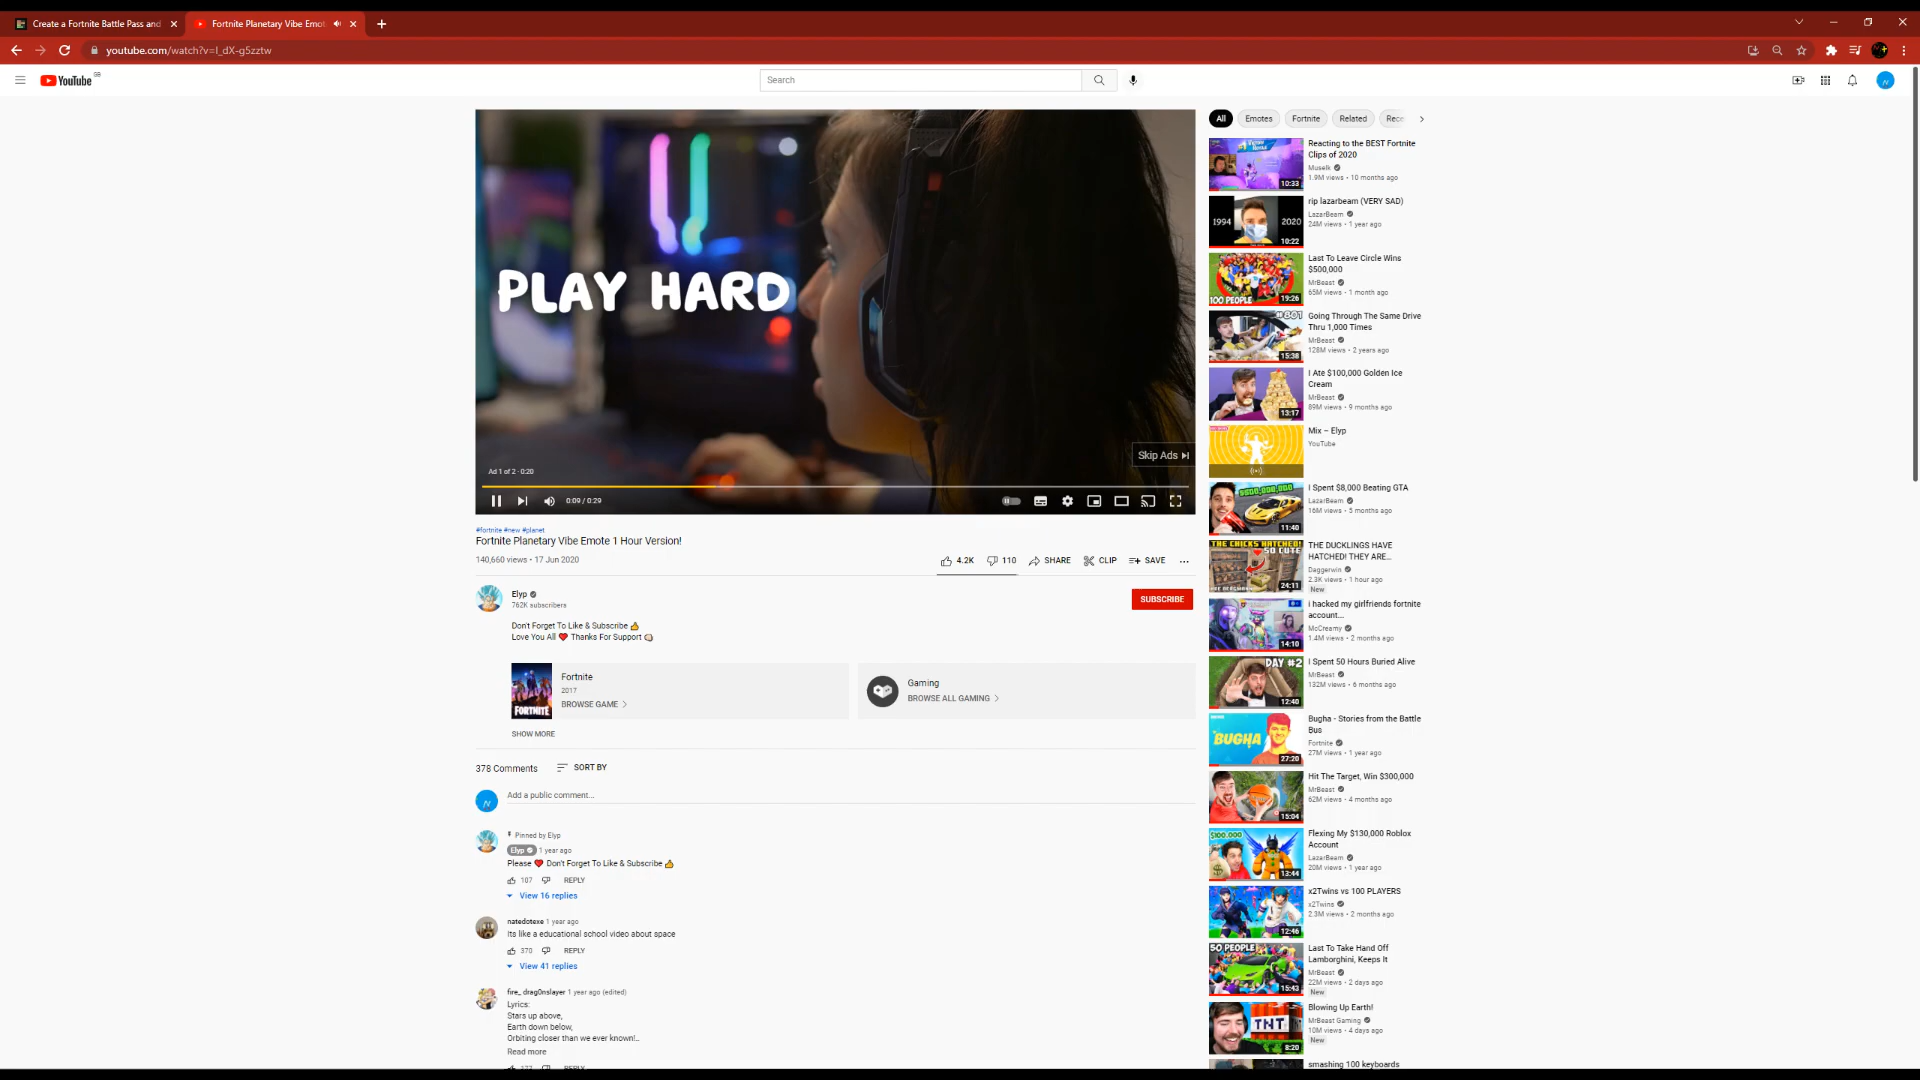 Create a Fortnite Battle Pass and
Fortnite Planetary Vibe Emot
youtube.com/watch?v=I_dX-g5zztw
YouTube GB
Search
PLAY HARD
Skip Ads
Ad 1 of 2 · 0:20
0:09 / 0:29
#fortnite #new #planet
Fortnite Planetary Vibe Emote 1 Hour Version!
140,660 views • 17 Jun 2020
4.2K
110
SHARE
CLIP
SAVE
Elyp
762K subscribers
SUBSCRIBE
Don't Forget To Like & Subscribe 👍
Love You All ❤ Thanks For Support
FORTNITE
Fortnite
2017
BROWSE GAME
Gaming
BROWSE ALL GAMING
SHOW MORE
378 Comments
SORT BY
Add a public comment...
Pinned by Elyp
Elyp 1 year ago
Please ❤ Don't Forget To Like & Subscribe 👍
107
REPLY
View 16 replies
natedotexe 1 year ago
Its like a educational school video about space
370
REPLY
View 41 replies
fire_ drag0nslayer 1 year ago (edited)
Lyrics:
Stars up above,
Earth down below,
Orbiting closer than we ever known!..
Read more
REPLY
All
Emotes
Fortnite
Related
Rece
10:33
Reacting to the BEST Fortnite
Clips of 2020
Muselk
1.9M views • 10 months ago
1994
2020
10:22
rip lazarbeam (VERY SAD)
LazarBeam
24M views • 1 year ago
100 PEOPLE
19:26
Last To Leave Circle Wins
$500,000
MrBeast
65M views • 1 month ago
15:38
Going Through The Same Drive
Thru 1,000 Times
MrBeast
128M views • 2 years ago
13:17
I Ate $100,000 Golden Ice
Cream
MrBeast
89M views • 9 months ago
Mix – Elyp
YouTube
11:40
I Spent $8,000 Beating GTA
LazarBeam
16M views • 5 months ago
THE CHICKS HATCHED!
SO CUTE
24:11
THE DUCKLINGS HAVE
HATCHED! THEY ARE...
Daggerwin
2.3K views • 1 hour ago
New
14:10
i hacked my girlfriends fortnite
account...
McCreamy
1.4M views • 2 months ago
DAY #2
12:40
I Spent 50 Hours Buried Alive
MrBeast
132M views • 6 months ago
BUGHA
27:20
Bugha - Stories from the Battle
Bus
Fortnite
27M views • 1 year ago
15:04
Hit The Target, Win $300,000
MrBeast
62M views • 4 months ago
$100,000
13:44
Flexing My $130,000 Roblox
Account
LazarBeam
20M views • 1 year ago
12:46
x2Twins vs 100 PLAYERS
x2Twins
2.3M views • 2 months ago
50 PEOPLE
15:43
Last To Take Hand Off
Lamborghini, Keeps It
MrBeast
22M views • 2 days ago
New
TNT
8:20
Blowing Up Earth!
MrBeast Gaming
10M views • 4 days ago
New
smashing 100 keyboards